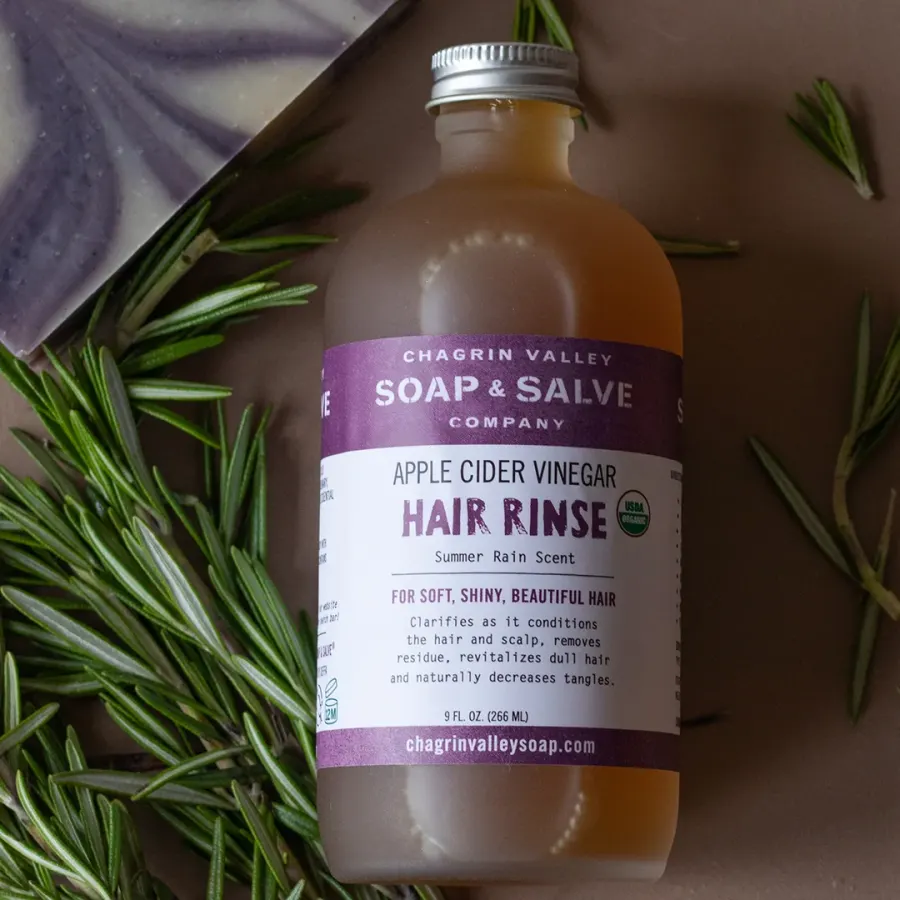 CHAGRIN VALLEY
SOAP & SALVE
COMPANY
APPLE CIDER VINEGAR
HAIR RINSE
USDA
ORGANIC
Summer Rain Scent
FOR SOFT, SHINY, BEAUTIFUL HAIR
Clarifies as it conditions
the hair and scalp, removes
residue, revitalizes dull hair
and naturally decreases tangles.
12M
9 FL. OZ. (266 ML)
chagrinvalleysoap.com